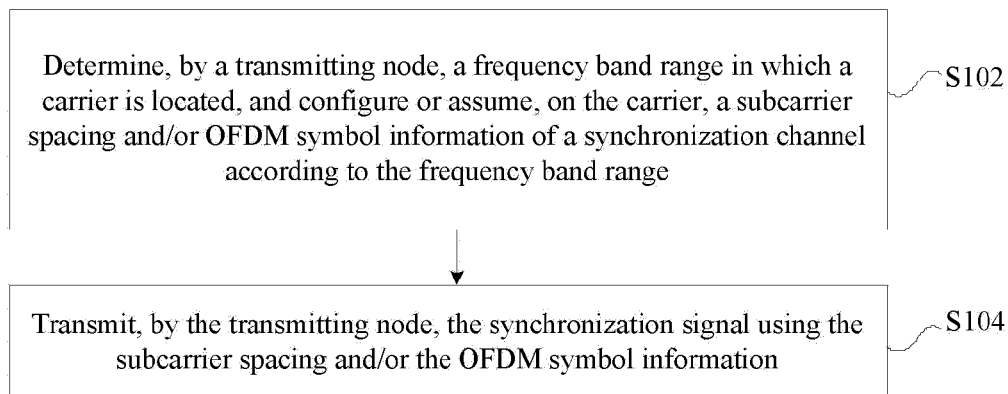 Determine, by a transmitting node, a frequency band range in which a
carrier is located, and configure or assume, on the carrier, a subcarrier
spacing and/or OFDM symbol information of a synchronization channel
according to the frequency band range
S102
Transmit, by the transmitting node, the synchronization signal using the
subcarrier spacing and/or the OFDM symbol information
S104